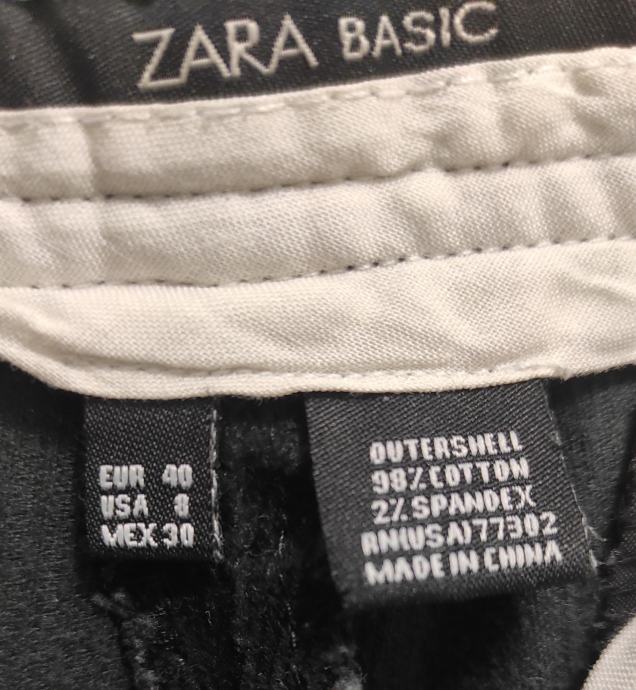 ZARA BASIC
EUR 40
USA 8
MEX 30
OUTERSHELL
98% COTTON
2% SPANDEX
RN(USA)77302
MADE IN CHINA